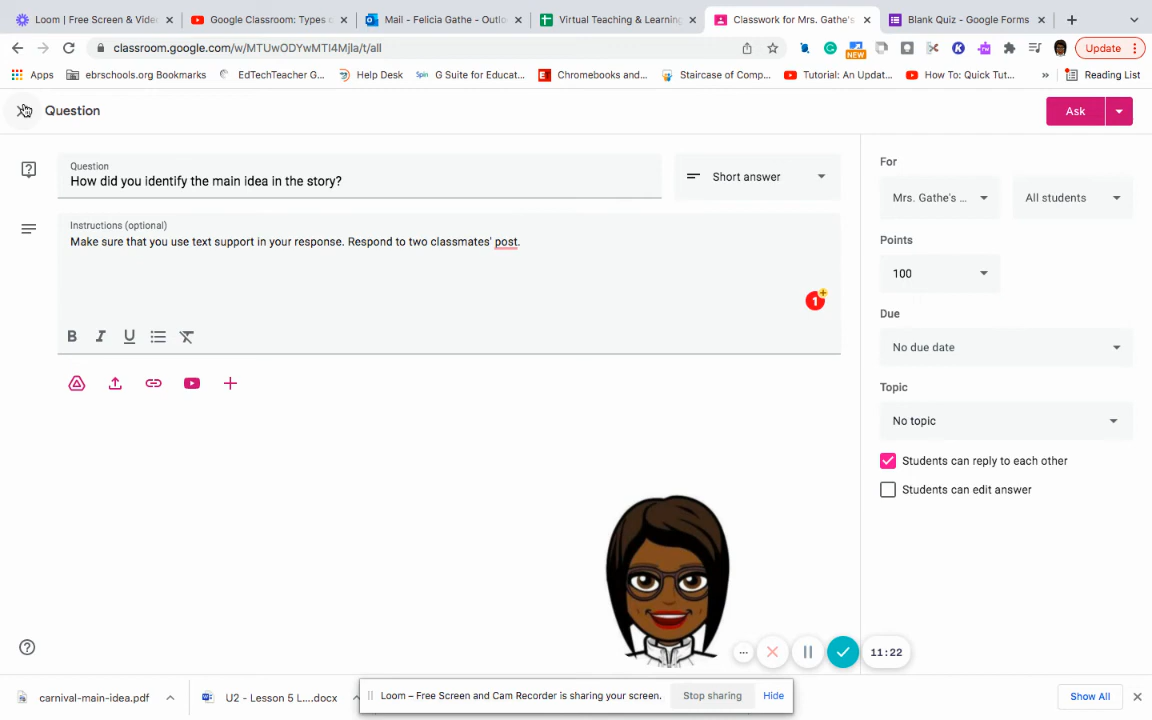 Loom | Free Screen & Vide
Google Classroom: Types o
Mail - Felicia Gathe - Outlo
Virtual Teaching & Learning
Classwork for Mrs. Gathe's
Blank Quiz - Google Forms
classroom.google.com/w/MTUwODYwMTI4Mjla/t/all
NEW
Update
Apps
ebrschools.org Bookmarks
EdTechTeacher G...
Help Desk
Spin
G Suite for Educat...
Chromebooks and...
Staircase of Comp...
Tutorial: An Updat...
How To: Quick Tut...
»
Reading List
Question
Ask
Question
How did you identify the main idea in the story?
Short answer
Instructions (optional)
Make sure that you use text support in your response. Respond to two classmates' post.
1
B I U
For
Mrs. Gathe's ...
All students
Points
100
Due
No due date
Topic
No topic
Students can reply to each other
Students can edit answer
11:22
carnival-main-idea.pdf
U2 - Lesson 5 L....docx
Loom – Free Screen and Cam Recorder is sharing your screen.
Stop sharing
Hide
Show All